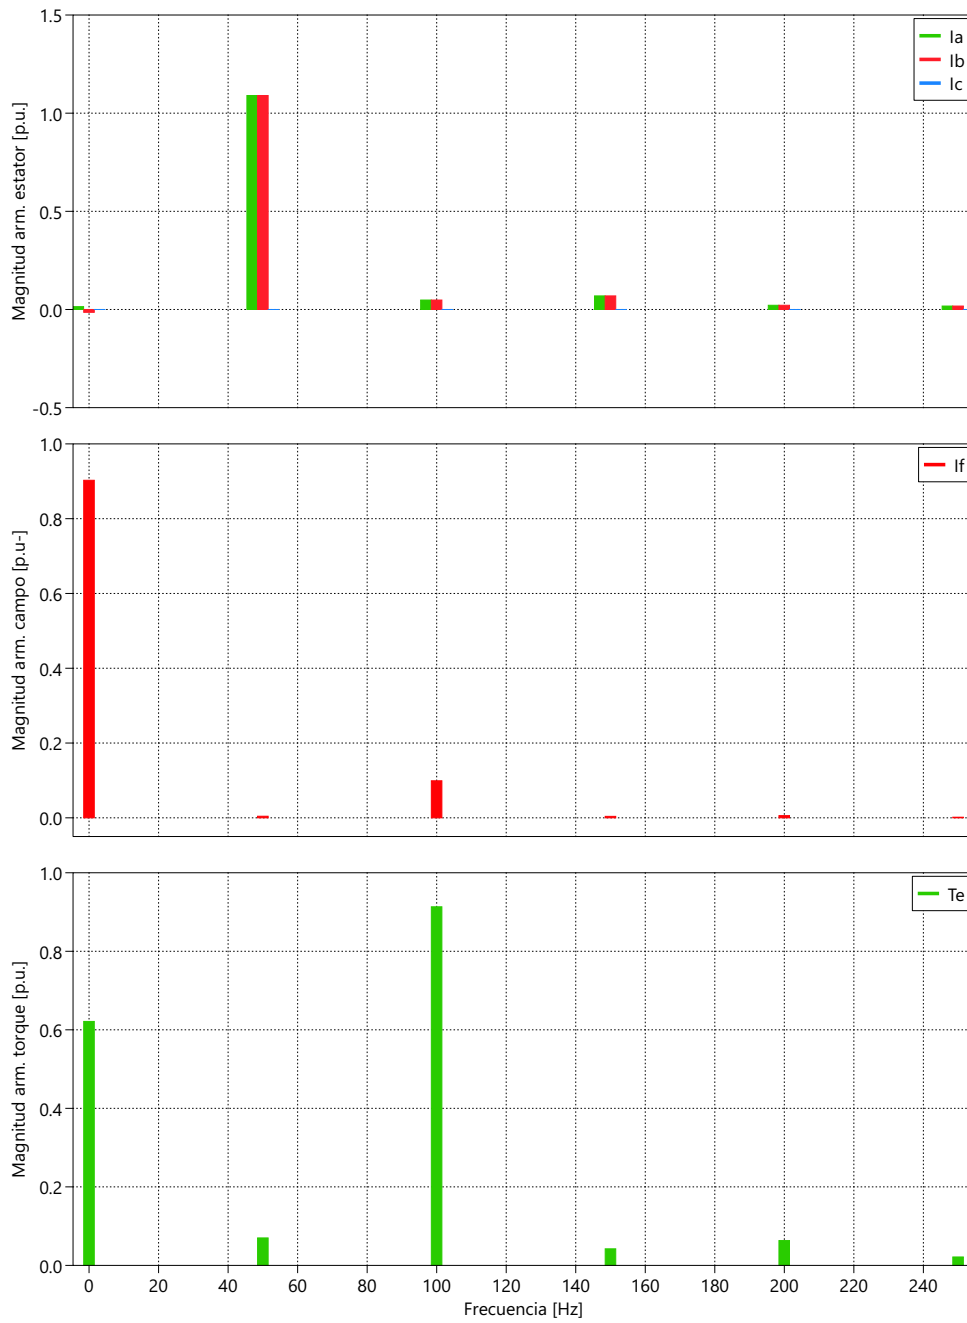 Magnitud arm. estator [p.u.]
1.5
1.0
0.5
0.0
-0.5
Ia
Ib
Ic
Magnitud arm. campo [p.u-]
1.0
0.8
0.6
0.4
0.2
0.0
If
Magnitud arm. torque [p.u.]
1.0
0.8
0.6
0.4
0.2
0.0
Te
0 20 40 60 80 100 120 140 160 180 200 220 240
Frecuencia [Hz]